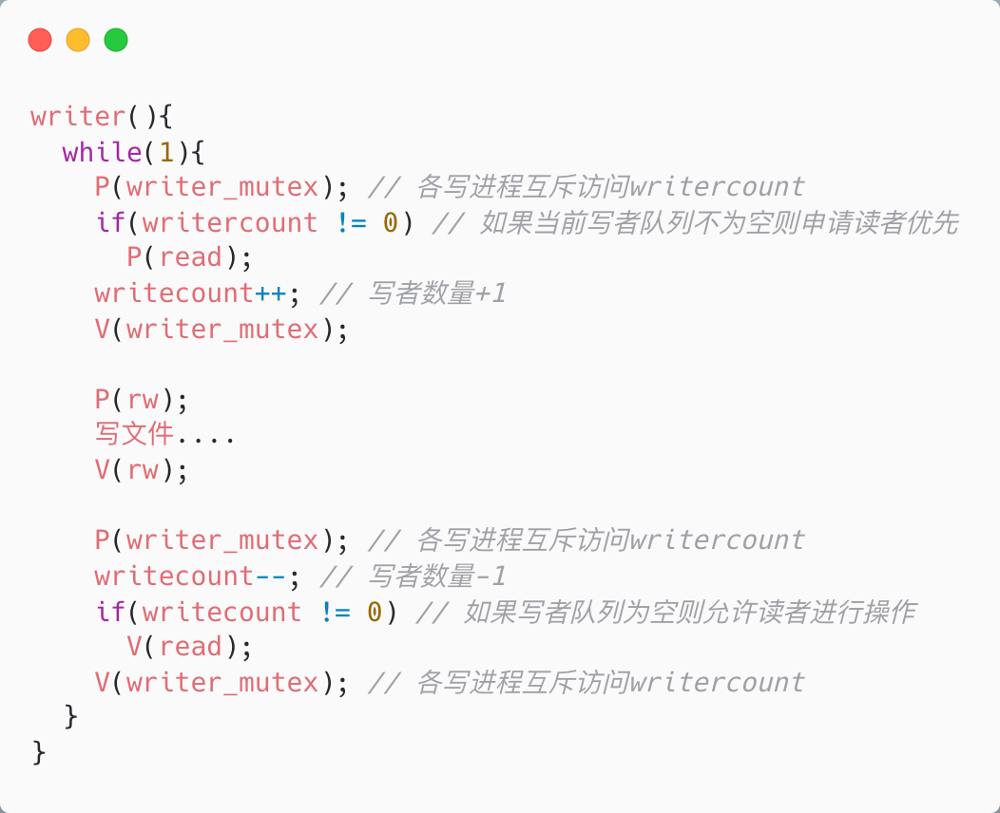 writer(){
while(1){
P(writer_mutex); // 各写进程互斥访问writercount
if(writercount != 0) // 如果当前写者队列不为空则申请读者优先
P(read);
writecount++; // 写者数量+1
V(writer_mutex);
P(rw);
写文件....
V(rw);
P(writer_mutex); // 各写进程互斥访问writercount
writecount--; // 写者数量-1
if(writecount != 0) // 如果写者队列为空则允许读者进行操作
V(read);
V(writer_mutex); // 各写进程互斥访问writercount
}
}